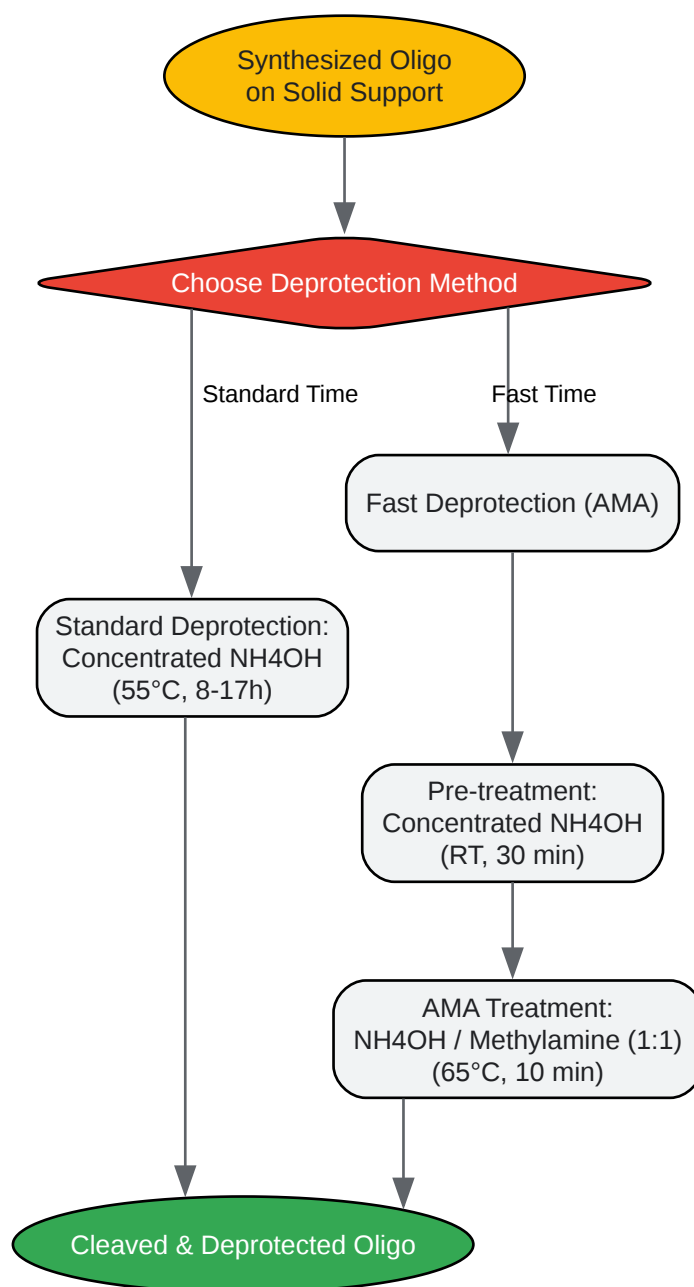 Synthesized Oligo
on Solid Support
Choose Deprotection Method
Standard Time
Fast Time
Fast Deprotection (AMA)
Standard Deprotection:
Concentrated NH4OH
(55°C, 8-17h)
Pre-treatment:
Concentrated NH4OH
(RT, 30 min)
AMA Treatment:
NH4OH / Methylamine (1:1)
(65°C, 10 min)
Cleaved & Deprotected Oligo